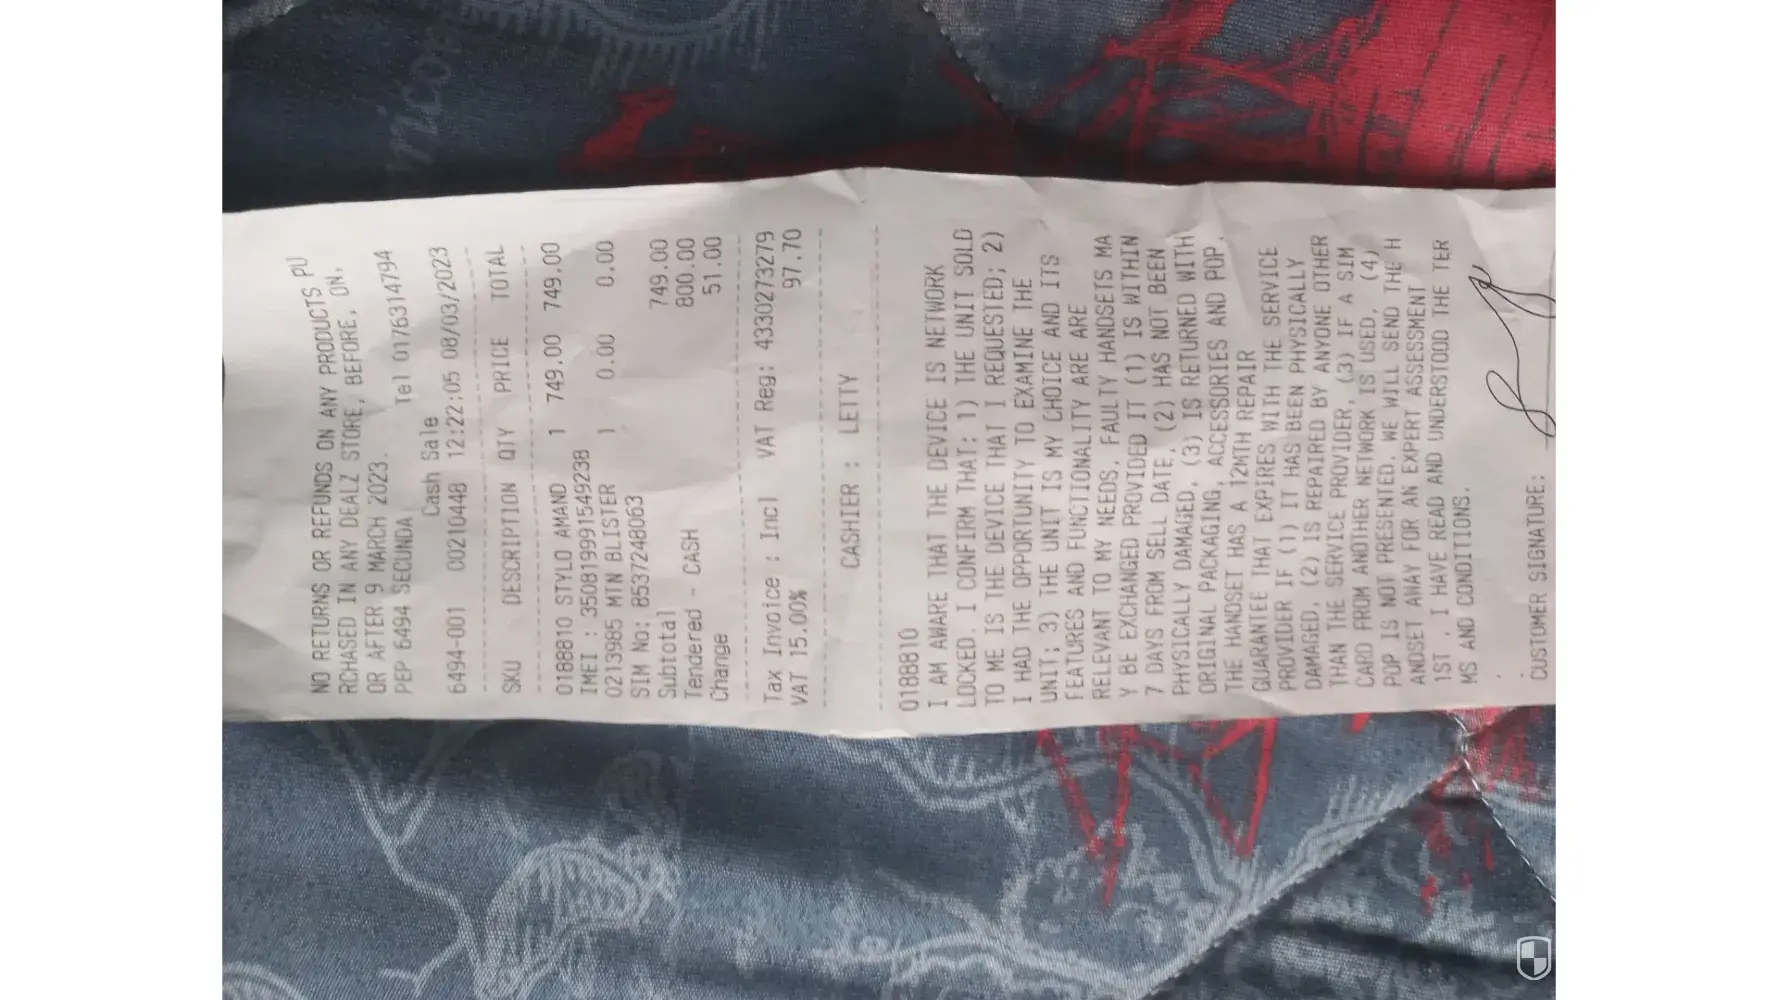 NO RETURNS OR REFUNDS ON ANY PRODUCTS PU
RCHASED IN ANY DEALZ STORE, BEFORE, ON,
OR AFTER 9 MARCH 2023.
PEP 6494 SECUNDA Tel 0176314794
Cash Sale
6494-001 00210448 12:22:05 08/03/2023
SKU DESCRIPTION QTY PRICE TOTAL
0188810 STYLO AMAND 1 749.00 749.00
IMEI : 350819991549238
0213985 MTN BLISTER 1 0.00 0.00
SIM No: 8537248063
Subtotal 749.00
Tendered - CASH 800.00
Change 51.00
Tax Invoice : Incl VAT Reg: 4330273279
VAT 15.00% 97.70
CASHIER : LETTY
0188810
I AM AWARE THAT THE DEVICE IS NETWORK
LOCKED. I CONFIRM THAT: 1) THE UNIT SOLD
TO ME IS THE DEVICE THAT I REQUESTED; 2)
I HAD THE OPPORTUNITY TO EXAMINE THE
UNIT; 3) THE UNIT IS MY CHOICE AND ITS
FEATURES AND FUNCTIONALITY ARE ARE
RELEVANT TO MY NEEDS. FAULTY HANDSETS MA
Y BE EXCHANGED PROVIDED IT (1) IS WITHIN
7 DAYS FROM SELL DATE, (2) HAS NOT BEEN
PHYSICALLY DAMAGED, (3) IS RETURNED WITH
ORIGINAL PACKAGING, ACCESSORIES AND POP.
THE HANDSET HAS A 12MTH REPAIR
GUARANTEE THAT EXPIRES WITH THE SERVICE
PROVIDER IF (1) IT HAS BEEN PHYSICALLY
DAMAGED, (2) IS REPAIRED BY ANYONE OTHER
THAN THE SERVICE PROVIDER, (3) IF A SIM
CARD FROM ANOTHER NETWORK IS USED, (4)
POP IS NOT PRESENTED. WE WILL SEND THE H
ANDSET AWAY FOR AN EXPERT ASSESSMENT
1ST . I HAVE READ AND UNDERSTOOD THE TER
MS AND CONDITIONS.
CUSTOMER SIGNATURE: